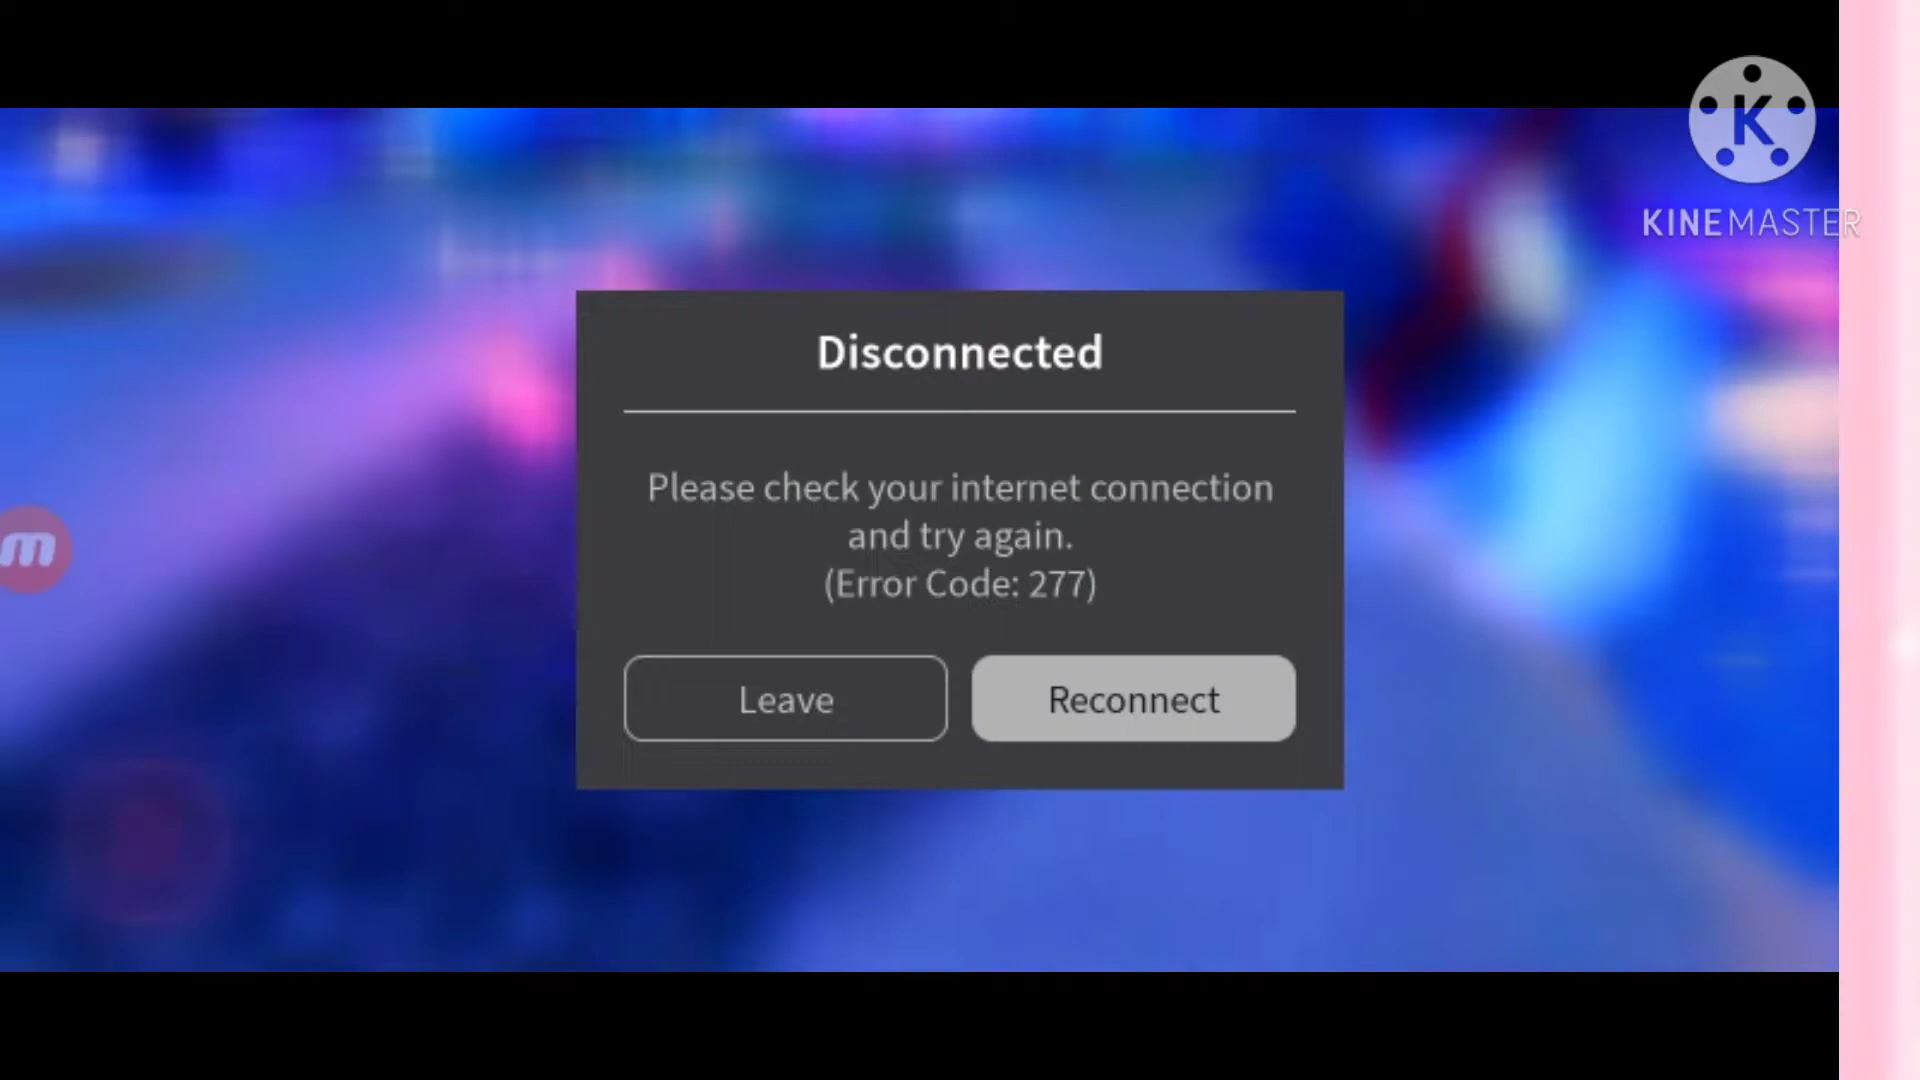 K
KINEMASTER
Disconnected
Please check your internet connection
and try again.
(Error Code: 277)
m
Leave
Reconnect